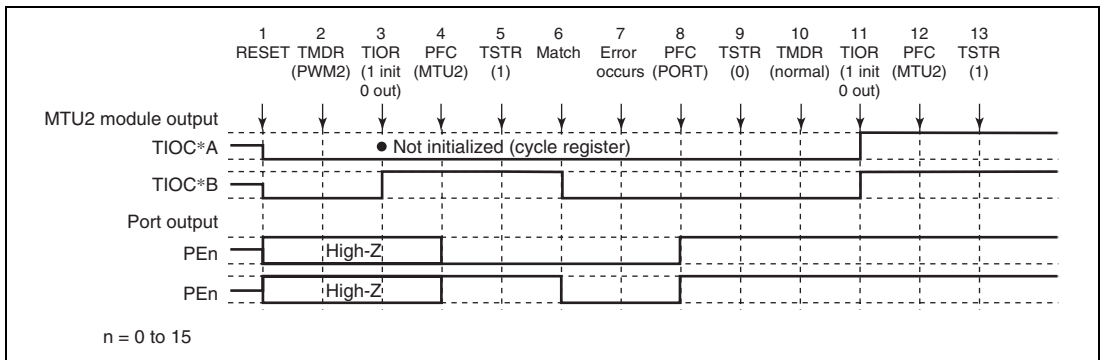 1 2 3 4 5 6 7 8 9 10 11 12 13
RESET TMDR TIOR PFC TSTR Match Error PFC TSTR TMDR TIOR PFC TSTR
(PWM2) (1 init (MTU2) (1) occurs (PORT) (0) (normal) (1 init (MTU2) (1)
0 out) 0 out)
MTU2 module output
TIOC*A ● Not initialized (cycle register)
TIOC*B
Port output
PEn High-Z
PEn High-Z
n = 0 to 15